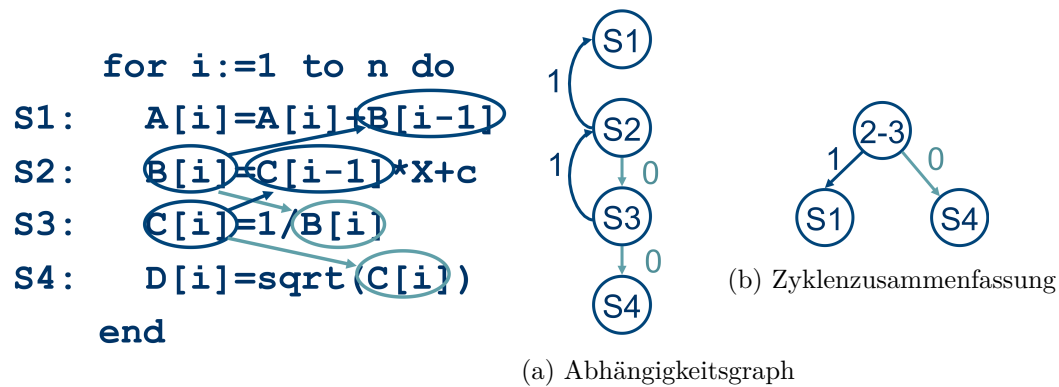 for i:=1 to n do
S1: A[i]=A[i]+B[i-1]
S2: B[i]=C[i-1]*X+c
S3: C[i]=1/B[i]
S4: D[i]=sqrt(C[i])
end
S1
1
S2
1
0
S3
0
S4
(a) Abhängigkeitsgraph
2-3
1
0
S1
S4
(b) Zyklenzusammenfassung